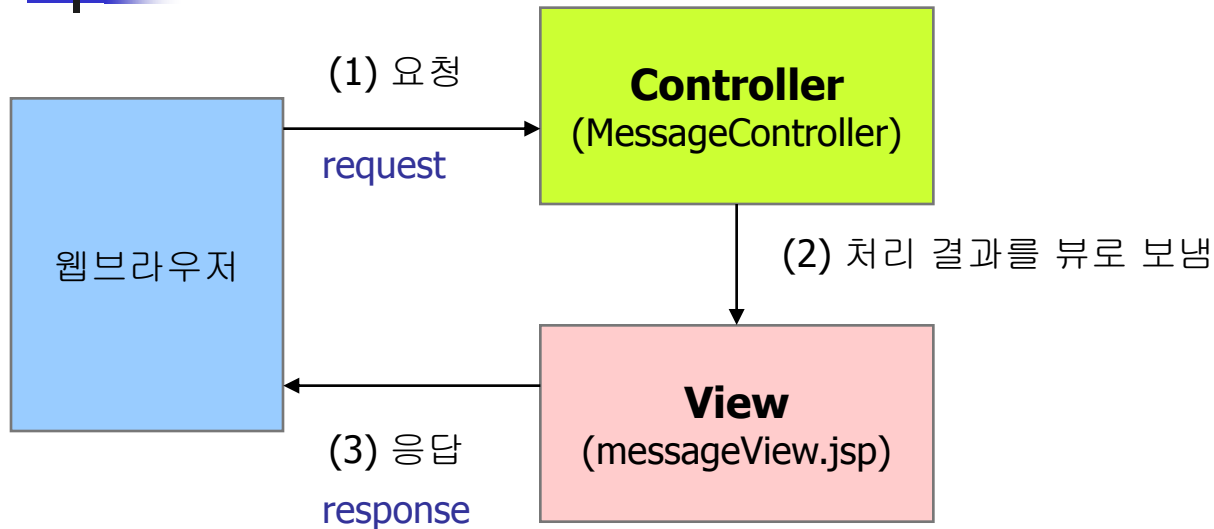 (1) 요청
request
Controller
(MessageController)
웹브라우저
(2) 처리 결과를 뷰로 보냄
View
(messageView.jsp)
(3) 응답
response